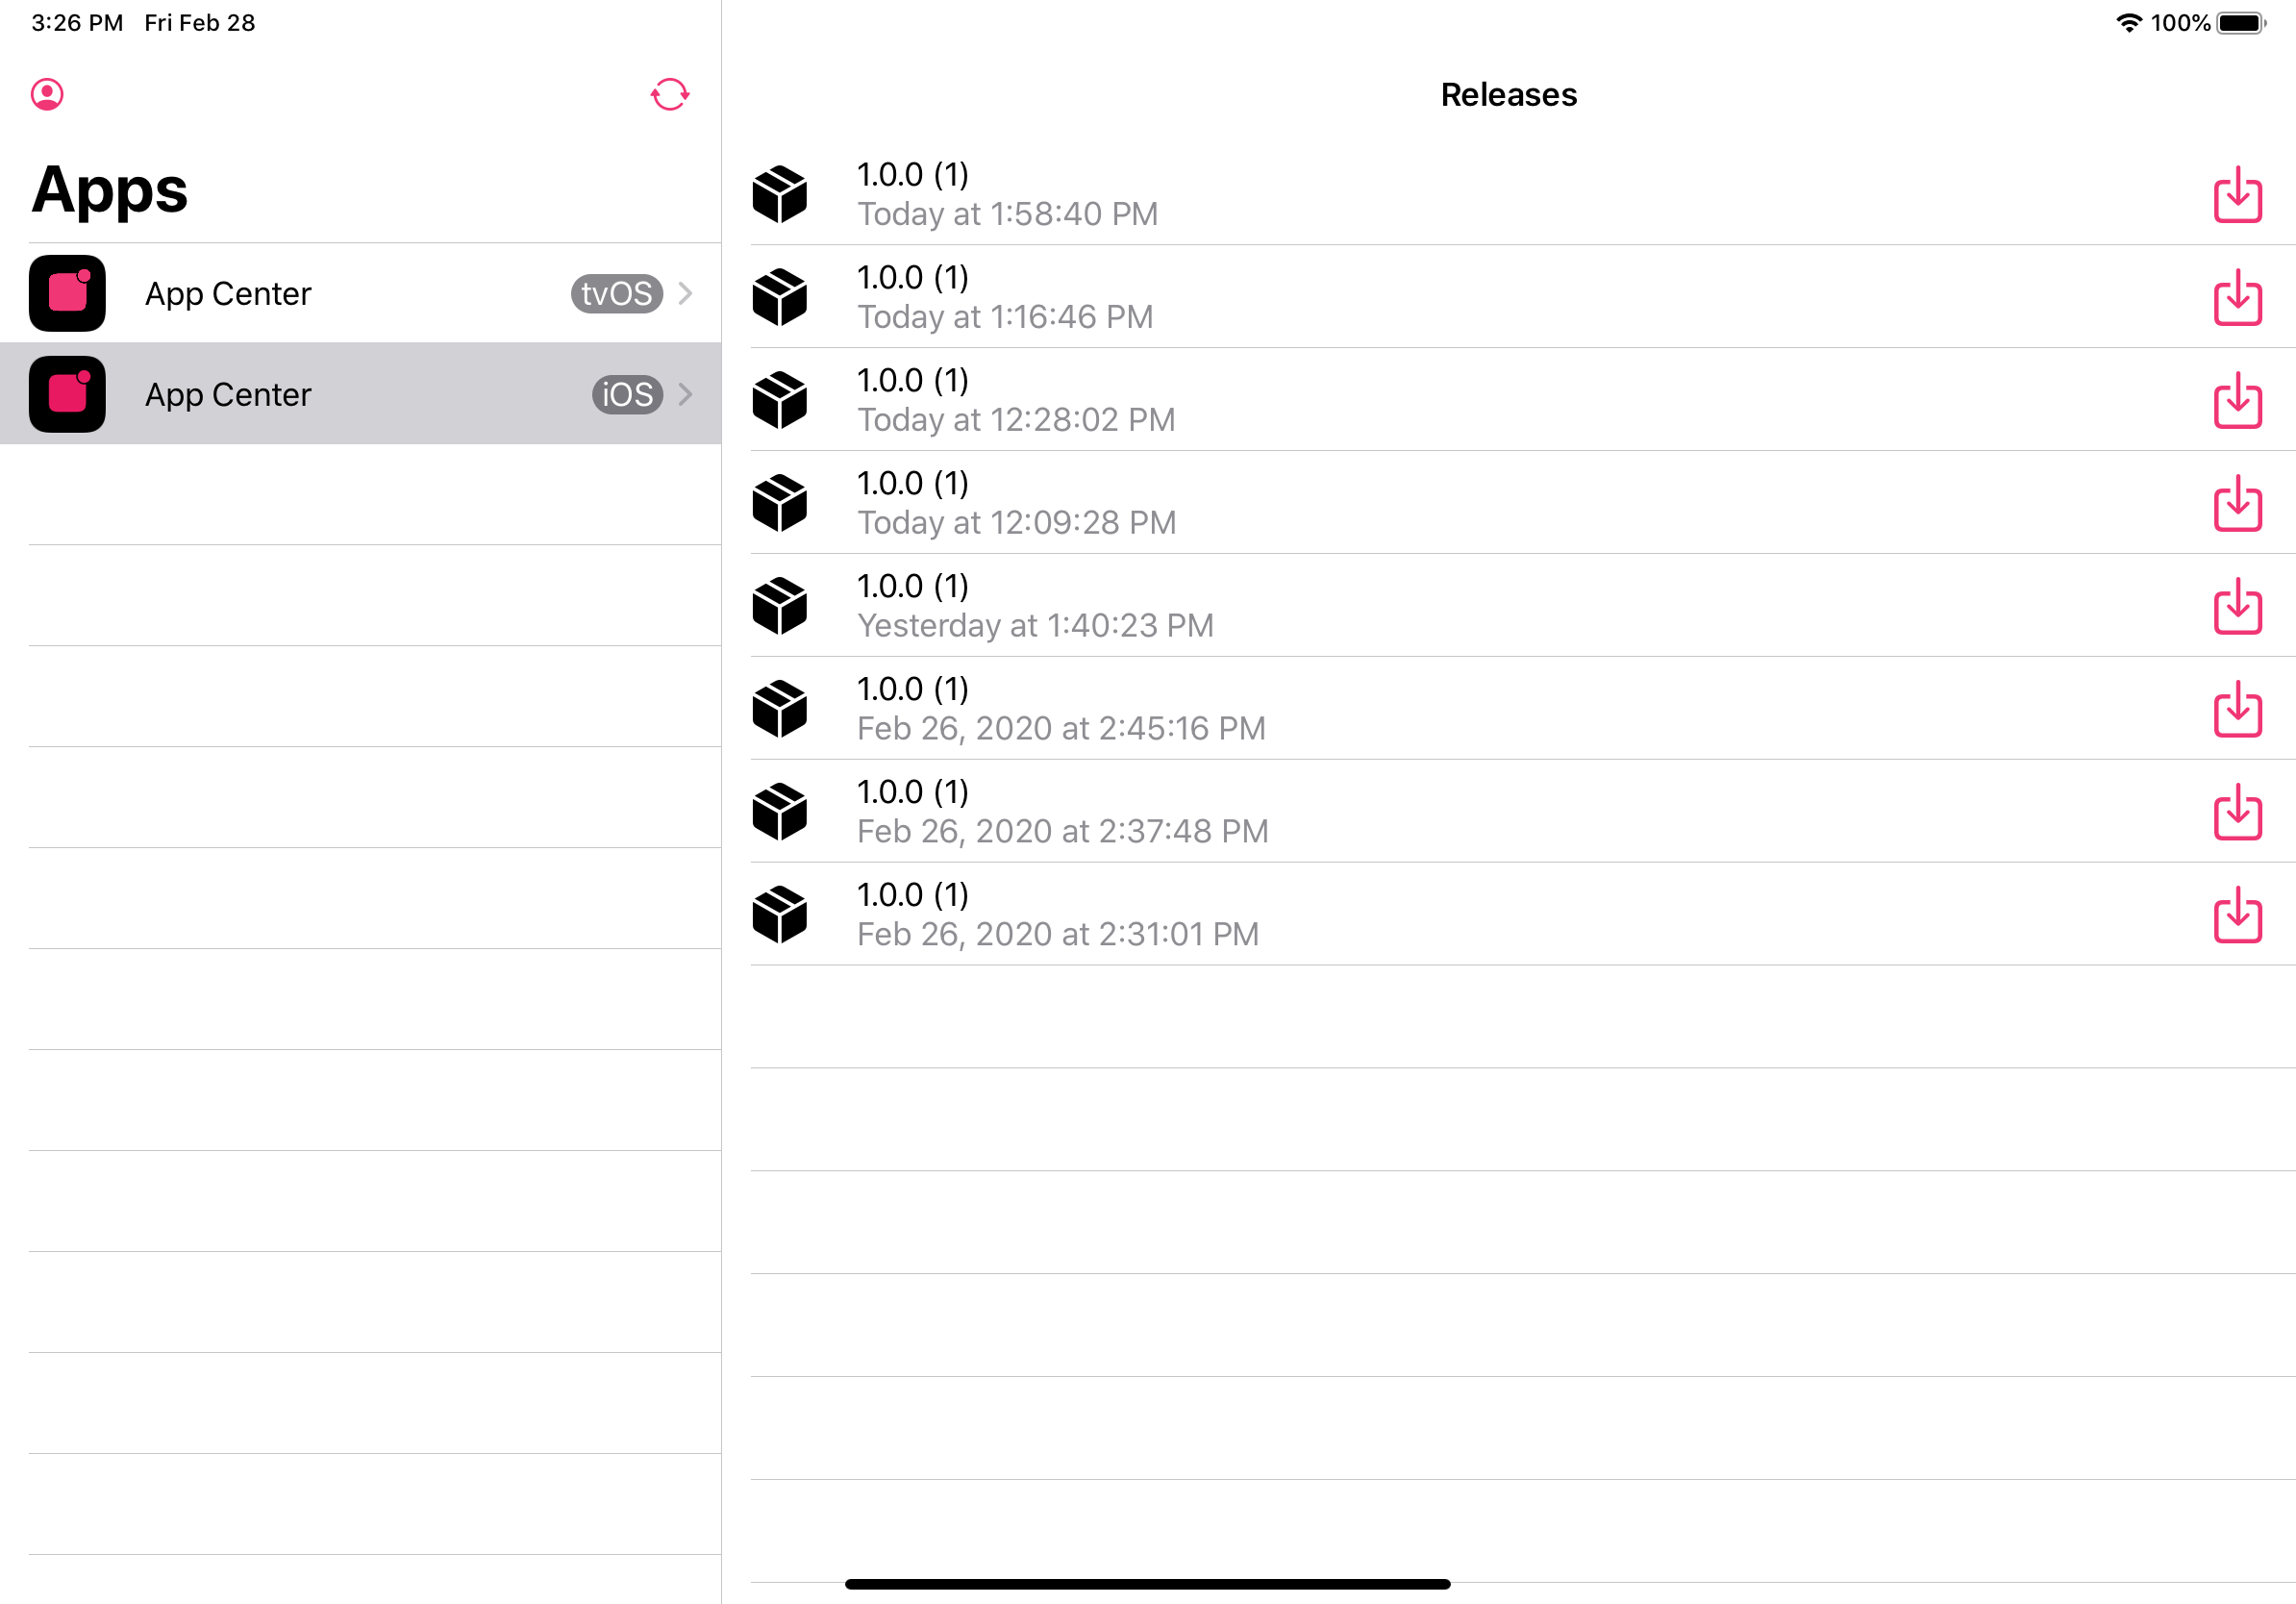 3:26 PM Fri Feb 28
100%
Apps
App Center tvOS
App Center iOS
Releases
1.0.0 (1)
Today at 1:58:40 PM
1.0.0 (1)
Today at 1:16:46 PM
1.0.0 (1)
Today at 12:28:02 PM
1.0.0 (1)
Today at 12:09:28 PM
1.0.0 (1)
Yesterday at 1:40:23 PM
1.0.0 (1)
Feb 26, 2020 at 2:45:16 PM
1.0.0 (1)
Feb 26, 2020 at 2:37:48 PM
1.0.0 (1)
Feb 26, 2020 at 2:31:01 PM